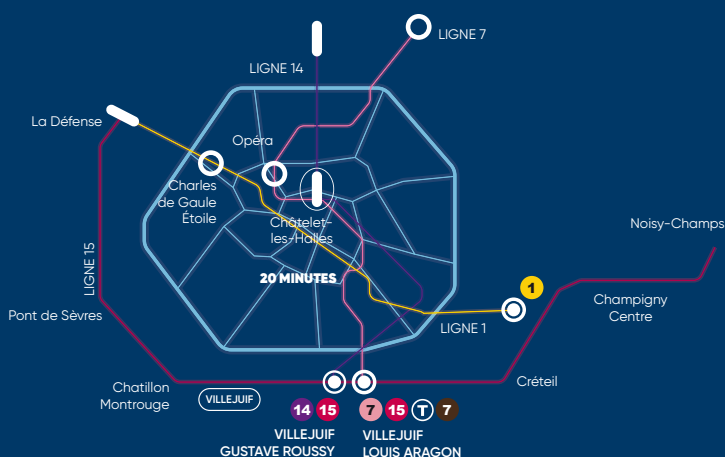 LIGNE 7
LIGNE 14
La Défense
Opéra
Charles
de Gaule
Étoile
Châtelet-
les-Halles
Noisy-Champs
LIGNE 15
20 MINUTES
1
Champigny
Centre
Pont de Sèvres
LIGNE 1
Créteil
Chatillon
Montrouge
VILLEJUIF
14 15
7 15 T 7
VILLEJUIF
GUSTAVE ROUSSY
VILLEJUIF
LOUIS ARAGON